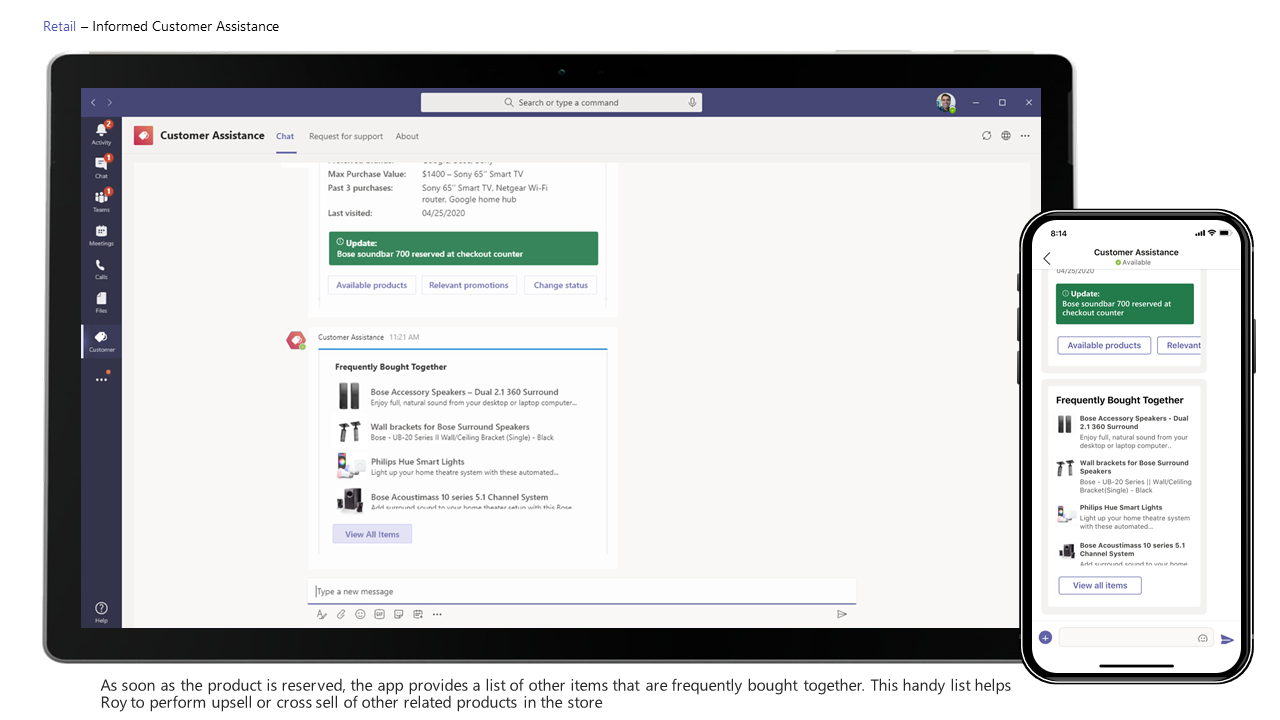 Retail – Informed Customer Assistance
Search or type a command
Activity
2
Chat
1
Teams
1
Meetings
Calls
Files
Customer
Help
Customer Assistance Chat Request for support About
Max Purchase Value: $1400 – Sony 65" Smart TV
Past 3 purchases: Sony 65" Smart TV, Netgear Wi-Fi
router, Google home hub
Last visited: 04/25/2020
Update:
Bose soundbar 700 reserved at checkout counter
Available products Relevant promotions Change status
Customer Assistance 11:21 AM
Frequently Bought Together
Bose Accessory Speakers – Dual 2.1 360 Surround
Enjoy full, natural sound from your desktop or laptop computer...
Wall brackets for Bose Surround Speakers
Bose - UB-20 Series II Wall/Ceiling Bracket (Single) - Black
Philips Hue Smart Lights
Light up your home theatre system with these automated...
Bose Acoustimass 10 series 5.1 Channel System
Add surround sound to your home theater setup with this Bose
View All Items
Type a new message
GIF
8:14
Customer Assistance
Available
04/25/2020
Update:
Bose soundbar 700 reserved at
checkout counter
Available products Relevant
Frequently Bought Together
Bose Accessory Speakers - Dual
2.1 360 Surround
Enjoy full, natural sound from your
desktop or laptop computer..
Wall brackets for Bose Surround
Speakers
Bose - UB-20 Series || Wall/Celiling
Bracket(Single) - Black
Philips Hue Smart Lights
Light up your home theatre system
with these automated...
Bose Acoustimass 10 series 5.1
Channel System
Add surround sound to your home
View all items
As soon as the product is reserved, the app provides a list of other items that are frequently bought together. This handy list helps
Roy to perform upsell or cross sell of other related products in the store